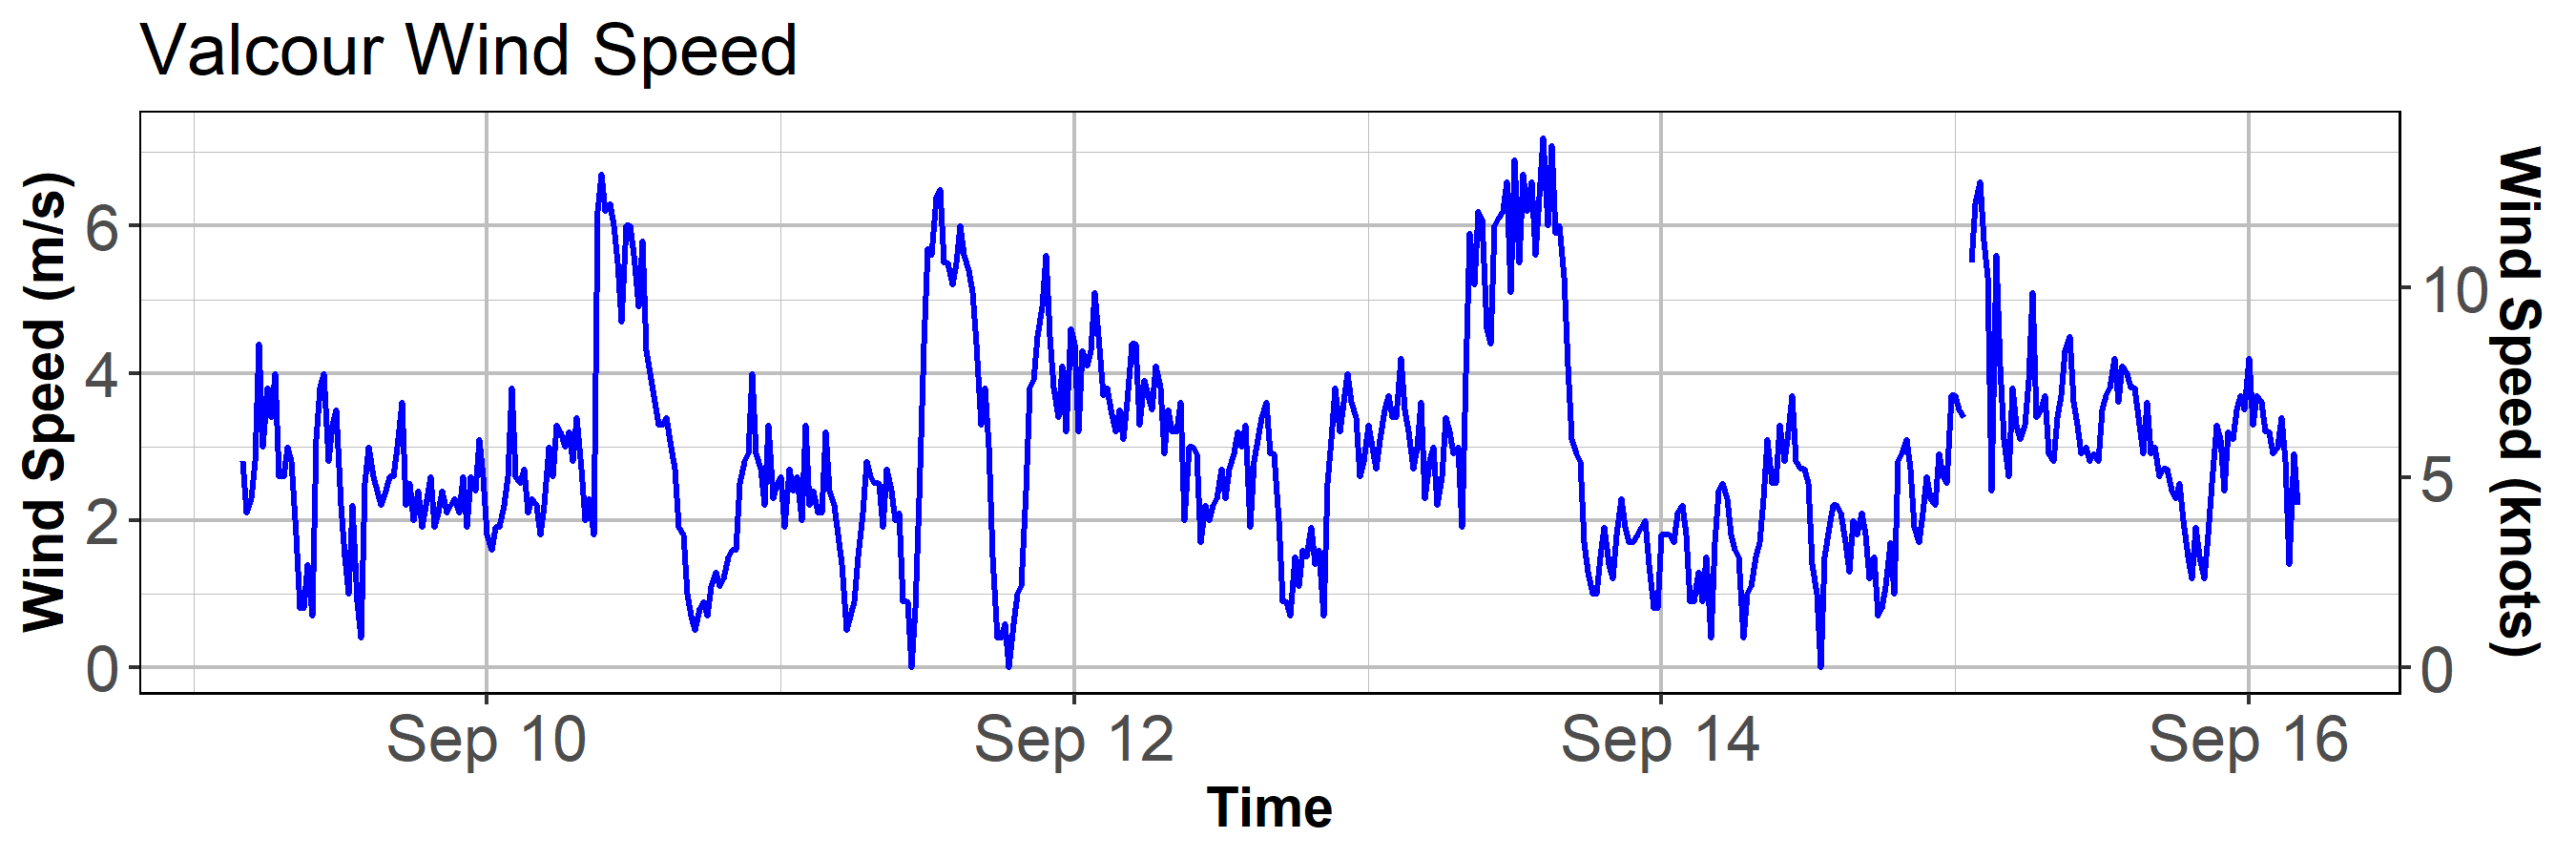 Valcour Wind Speed
Wind Speed (m/s)
6
4
2
0
10
5
0
Wind Speed (knots)
Sep 10
Sep 12
Sep 14
Sep 16
Time